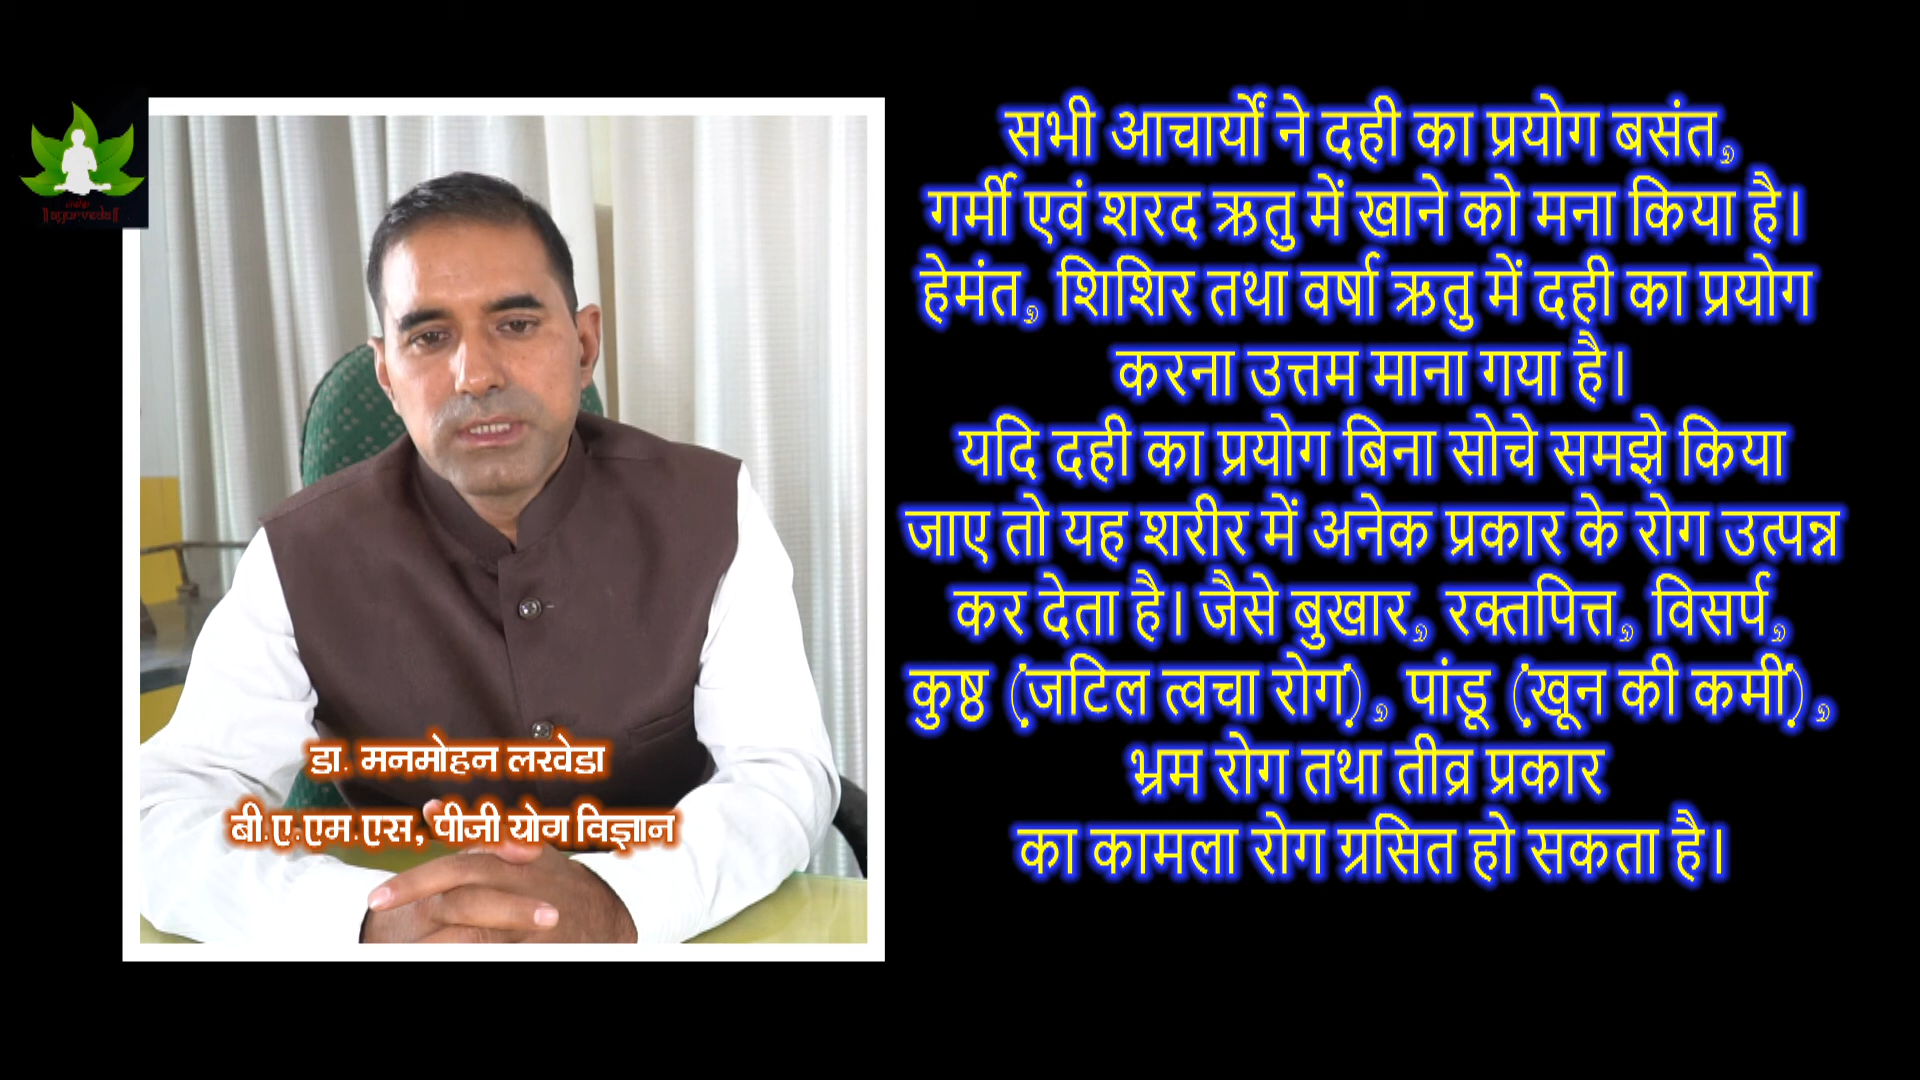 ॥ayurveda॥
सभी आचार्यों ने दही का प्रयोग बसंत,
गर्मी एवं शरद ऋतु में खाने को मना किया है।
हेमंत, शिशिर तथा वर्षा ऋतु में दही का प्रयोग
करना उत्तम माना गया है।
यदि दही का प्रयोग बिना सोचे समझे किया
जाए तो यह शरीर में अनेक प्रकार के रोग उत्पन्न
कर देता है। जैसे बुखार, रक्तपित्त, विसर्प,
कुष्ठ (जटिल त्वचा रोग), पांडू (खून की कमी),
भ्रम रोग तथा तीव्र प्रकार
का कामला रोग ग्रसित हो सकता है।
डा. मनमोहन लखेडा
बी.ए.एम.एस, पीजी योग विज्ञान